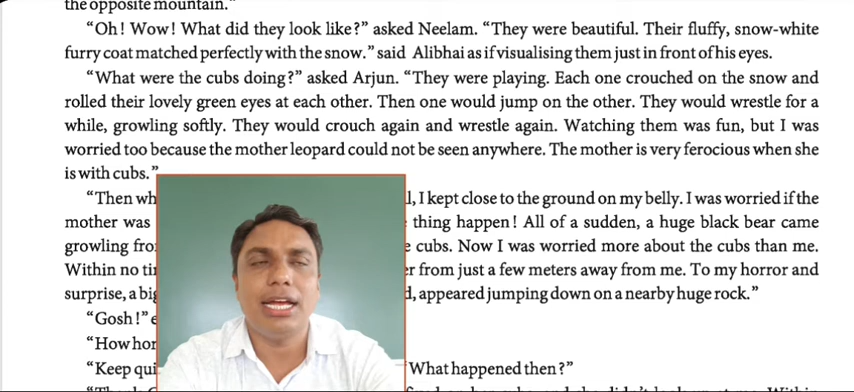 the opposite mountain."
"Oh! Wow! What did they look like?" asked Neelam. "They were beautiful. Their fluffy, snow-white
furry coat matched perfectly with the snow." said Alibhai as if visualising them just in front of his eyes.
"What were the cubs doing?" asked Arjun. "They were playing. Each one crouched on the snow and
rolled their lovely green eyes at each other. Then one would jump on the other. They would wrestle for a
while, growling softly. They would crouch again and wrestle again. Watching them was fun, but I was
worried too because the mother leopard could not be seen anywhere. The mother is very ferocious when she
is with cubs."
"Then wh l, I kept close to the ground on my belly. I was worried if the
mother was thing happen! All of a sudden, a huge black bear came
growling fro cubs. Now I was worried more about the cubs than me.
Within no ti r from just a few meters away from me. To my horror and
surprise, a big d, appeared jumping down on a nearby huge rock."
"Gosh!" e
"How hor
"Keep qui "What happened then?"